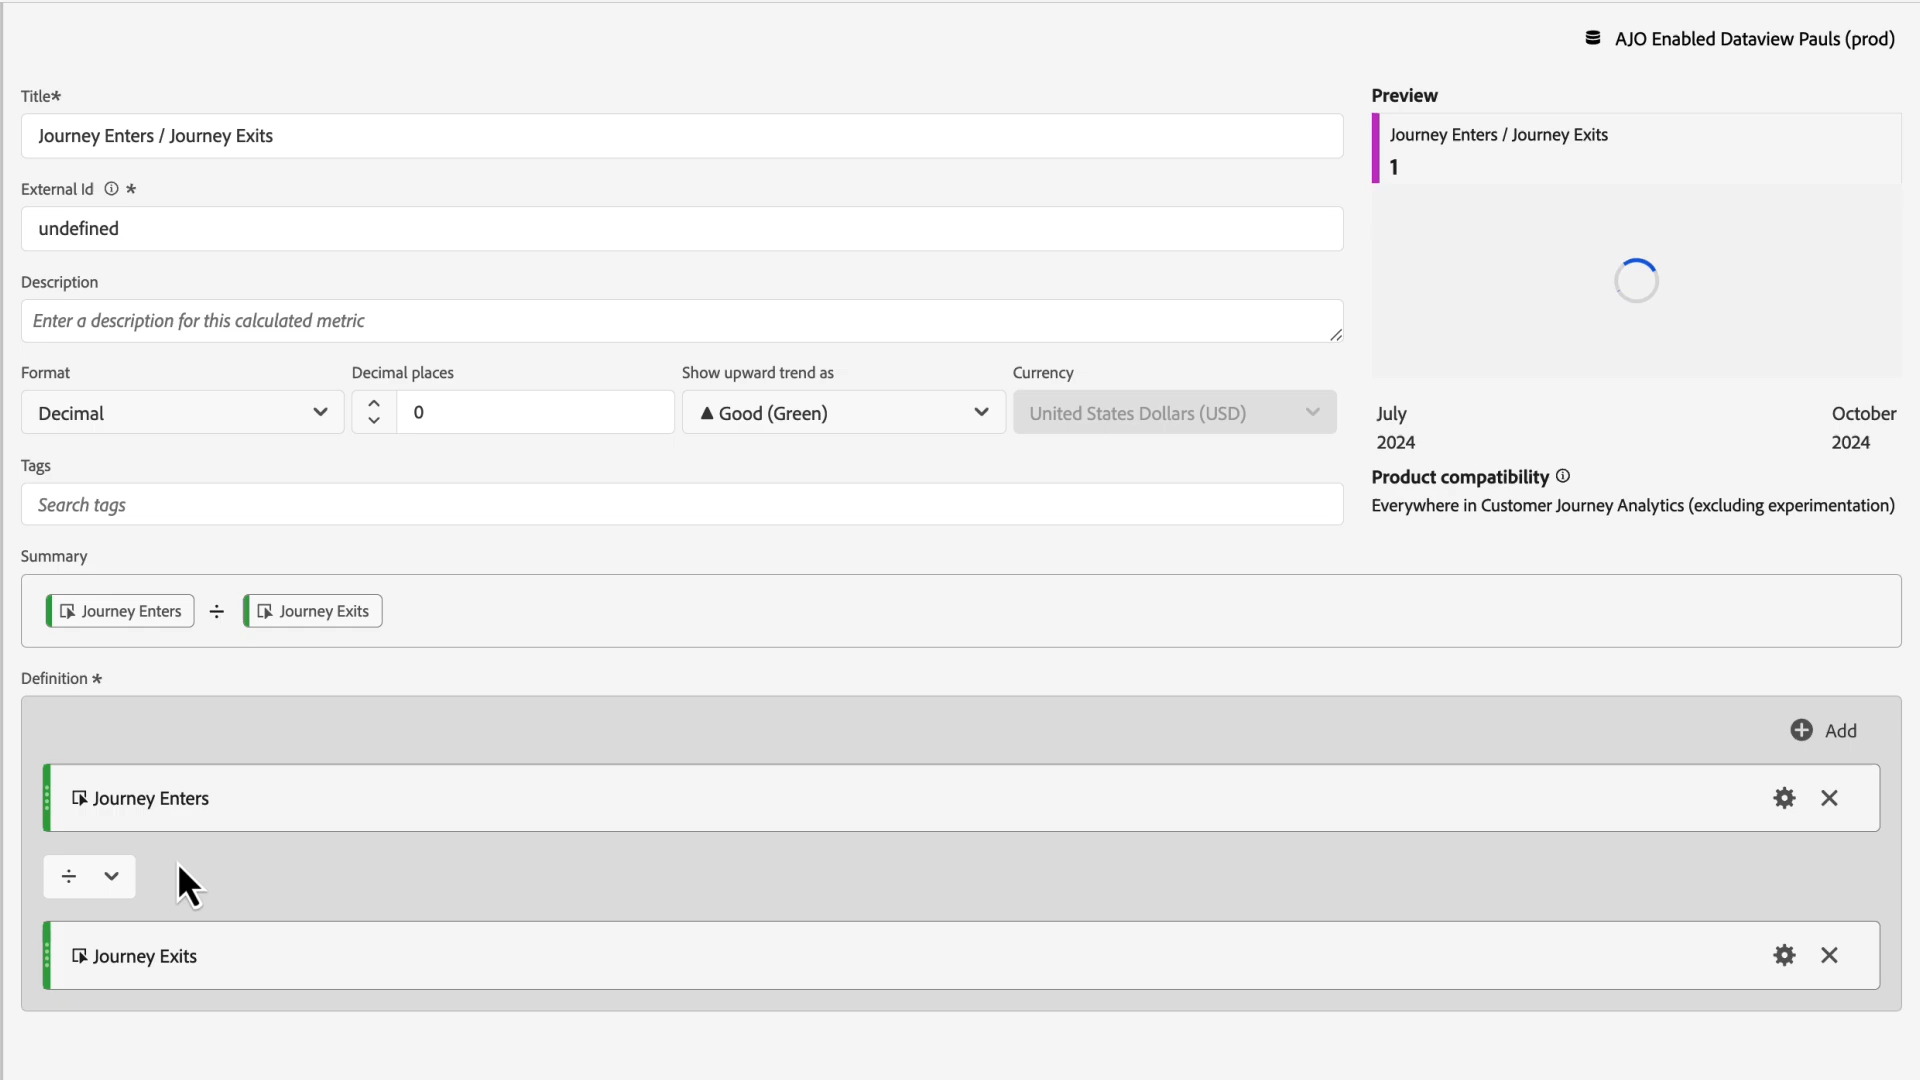 AJO Enabled Dataview Pauls (prod)
Title*
Journey Enters / Journey Exits
External Id *
undefined
Description
Enter a description for this calculated metric
Format
Decimal
Decimal places
0
Show upward trend as
▲ Good (Green)
Currency
United States Dollars (USD)
Tags
Search tags
Preview
Journey Enters / Journey Exits
1
July
2024
October
2024
Product compatibility
Everywhere in Customer Journey Analytics (excluding experimentation)
Summary
Journey Enters ÷ Journey Exits
Definition *
Add
Journey Enters
÷
Journey Exits